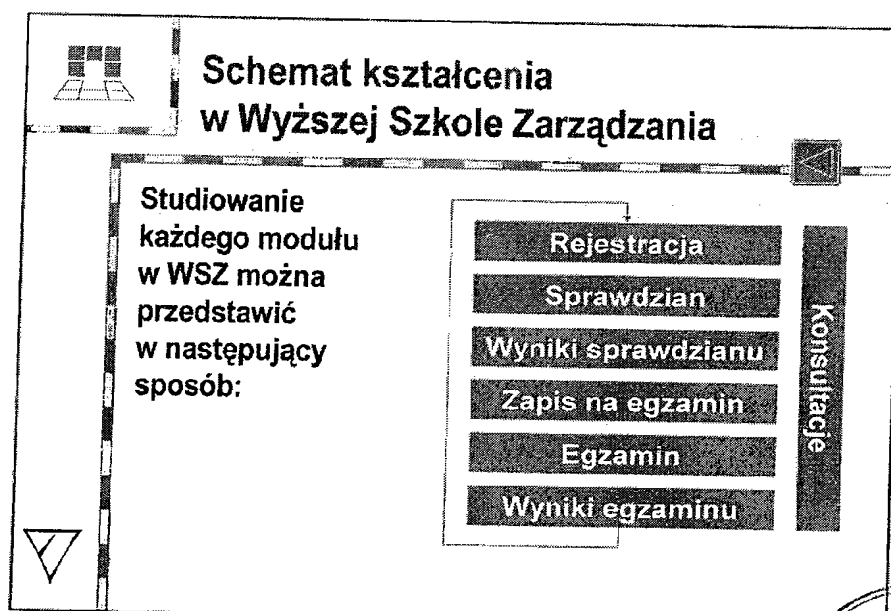 Schemat kształcenia
w Wyższej Szkole Zarządzania
Studiowanie
każdego modułu
w WSZ można
przedstawić
w następujący
sposób:
Rejestracja
Sprawdzian
Wyniki sprawdzianu
Zapis na egzamin
Egzamin
Wyniki egzaminu
Konsultacje